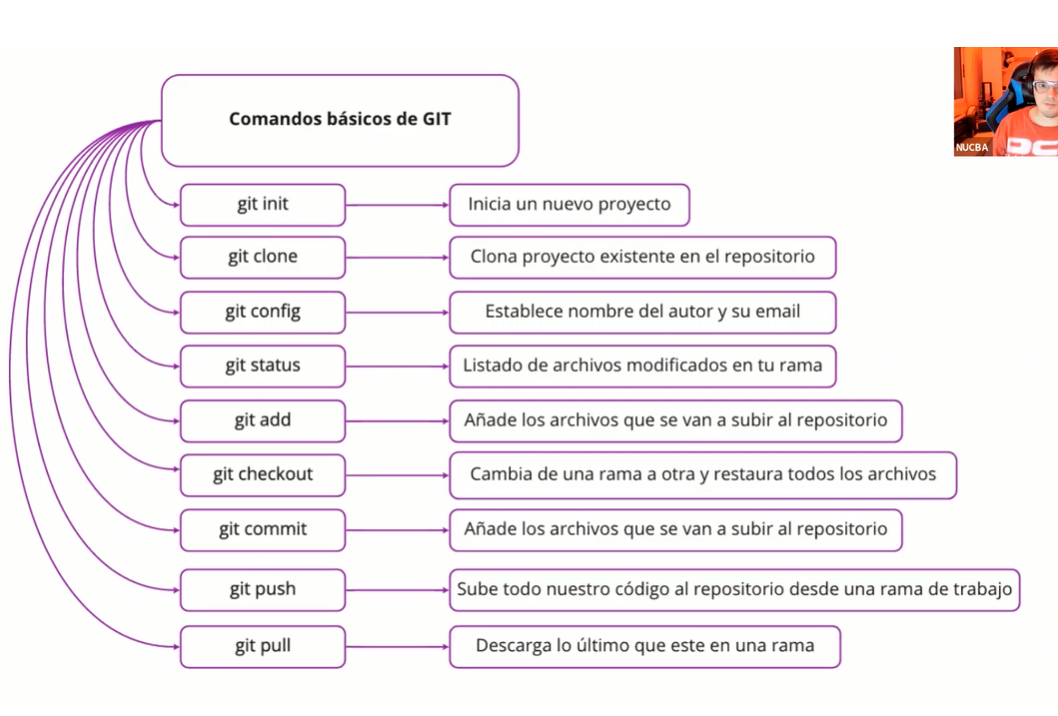 Comandos básicos de GIT
NUCBA
git init
Inicia un nuevo proyecto
git clone
Clona proyecto existente en el repositorio
git config
Establece nombre del autor y su email
git status
Listado de archivos modificados en tu rama
git add
Añade los archivos que se van a subir al repositorio
git checkout
Cambia de una rama a otra y restaura todos los archivos
git commit
Añade los archivos que se van a subir al repositorio
git push
Sube todo nuestro código al repositorio desde una rama de trabajo
git pull
Descarga lo último que este en una rama